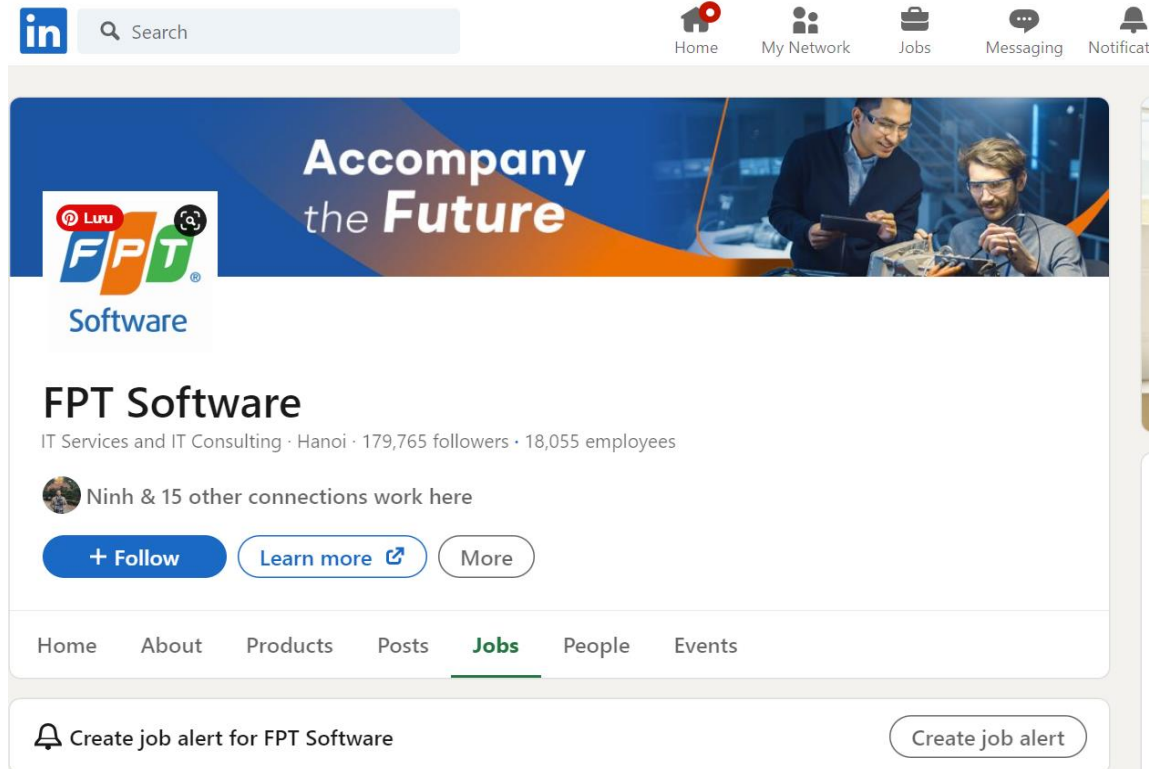 in
Search
Home
My Network
Jobs
Messaging
Notificat
Accompany
the Future
Lưu
FPT®
Software
FPT Software
IT Services and IT Consulting · Hanoi · 179,765 followers · 18,055 employees
Ninh & 15 other connections work here
+ Follow
Learn more
More
Home
About
Products
Posts
Jobs
People
Events
Create job alert for FPT Software
Create job alert